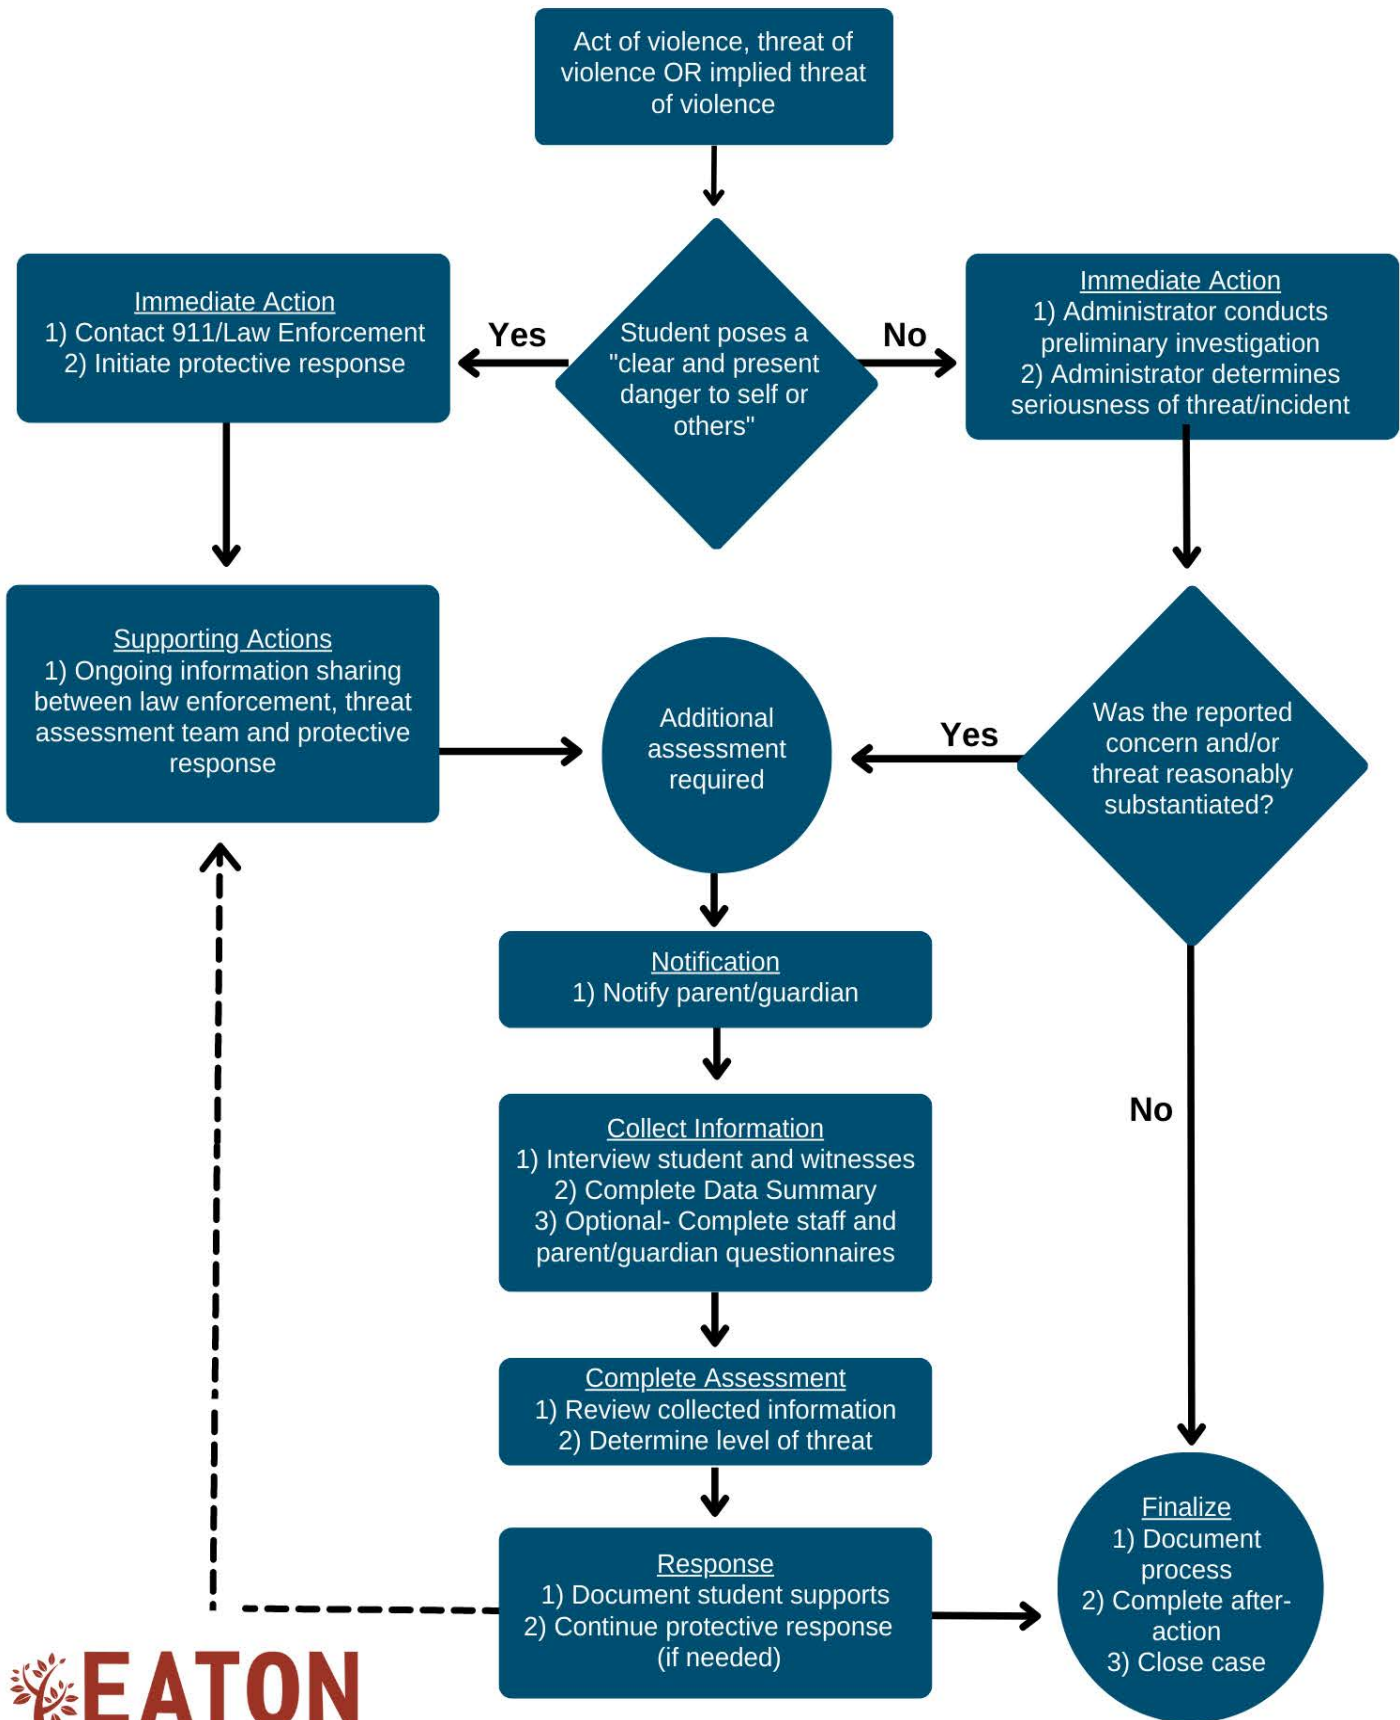 Act of violence, threat of
violence OR implied threat
of violence
Immediate Action
1) Contact 911/Law Enforcement
2) Initiate protective response
Yes
Student poses a
"clear and present
danger to self or
others"
No
Immediate Action
1) Administrator conducts
preliminary investigation
2) Administrator determines
seriousness of threat/incident
Supporting Actions
1) Ongoing information sharing
between law enforcement, threat
assessment team and protective
response
Additional
assessment
required
Yes
Was the reported
concern and/or
threat reasonably
substantiated?
Notification
1) Notify parent/guardian
Collect Information
1) Interview student and witnesses
2) Complete Data Summary
3) Optional- Complete staff and
parent/guardian questionnaires
No
Complete Assessment
1) Review collected information
2) Determine level of threat
Response
1) Document student supports
2) Continue protective response
(if needed)
Finalize
1) Document
process
2) Complete after-
action
3) Close case
EATON